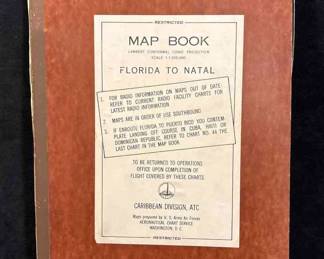 RESTRICTED
MAP BOOK
LAMBERT CONFORMAL CONIC PROJECTION
SCALE 1:1,000,000
FLORIDA TO NATAL
1. FOR RADIO INFORMATION ON MAPS OUT OF DATE:
REFER TO CURRENT RADIO FACILITY CHARTS FOR
LATEST RADIO INFORMATION
2. MAPS ARE IN ORDER OF USE SOUTHBOUND.
3. IF ENROUTE FLORIDA TO PUERTO RICO YOU CONTEM-
PLATE LANDING OFF COURSE IN CUBA, HAITI OR
DOMINICAN REPUBLIC, REFER TO CHART NO. 44 THE
LAST CHART IN THE MAP BOOK.
TO BE RETURNED TO OPERATIONS
OFFICE UPON COMPLETION OF
FLIGHT COVERED BY THESE CHARTS
CARIBBEAN DIVISION, ATC
Maps prepared by U. S. Army Air Forces
AERONAUTICAL CHART SERVICE
WASHINGTON, D. C.
RESTRICTED